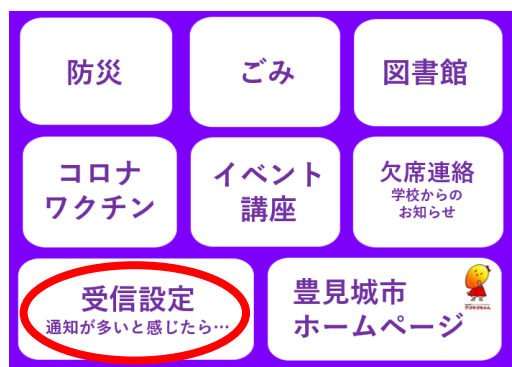 防災
ごみ
図書館
コロナ
ワクチン
イベント
講座
欠席連絡
学校からの
お知らせ
受信設定
通知が多いと感じたら…
豊見城市
ホームページ